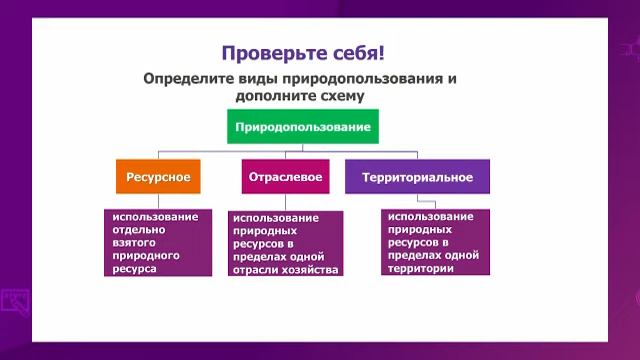 Проверьте себя!
Определите виды природопользования и
дополните схему
Природопользование
Ресурсное
Отраслевое
Территориальное
использование
отдельно
взятого
природного
ресурса
использование
природных
ресурсов в
пределах одной
отрасли хозяйства
использование
природных
ресурсов в
пределах одной
территории